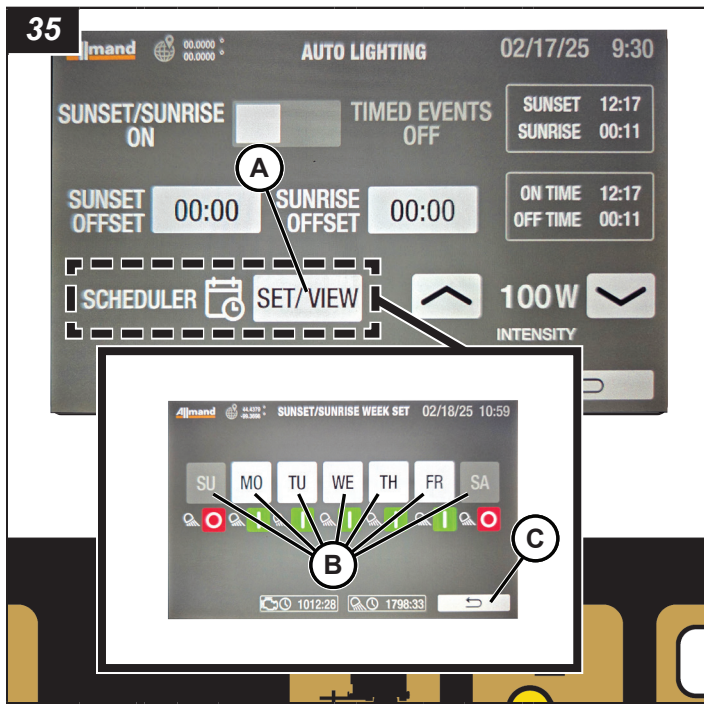 35
Allmand 00.0000 ° 00.0000 ° AUTO LIGHTING 02/17/25 9:30
SUNSET/SUNRISE ON
TIMED EVENTS OFF
SUNSET 12:17
SUNRISE 00:11
A
SUNSET OFFSET 00:00
SUNRISE OFFSET 00:00
ON TIME 12:17
OFF TIME 00:11
SCHEDULER SET/VIEW
100W
INTENSITY
Allmand SUNSET/SUNRISE WEEK SET 02/18/25 10:59
SU MO TU WE TH FR SA
B
C
1012:28 1798:33